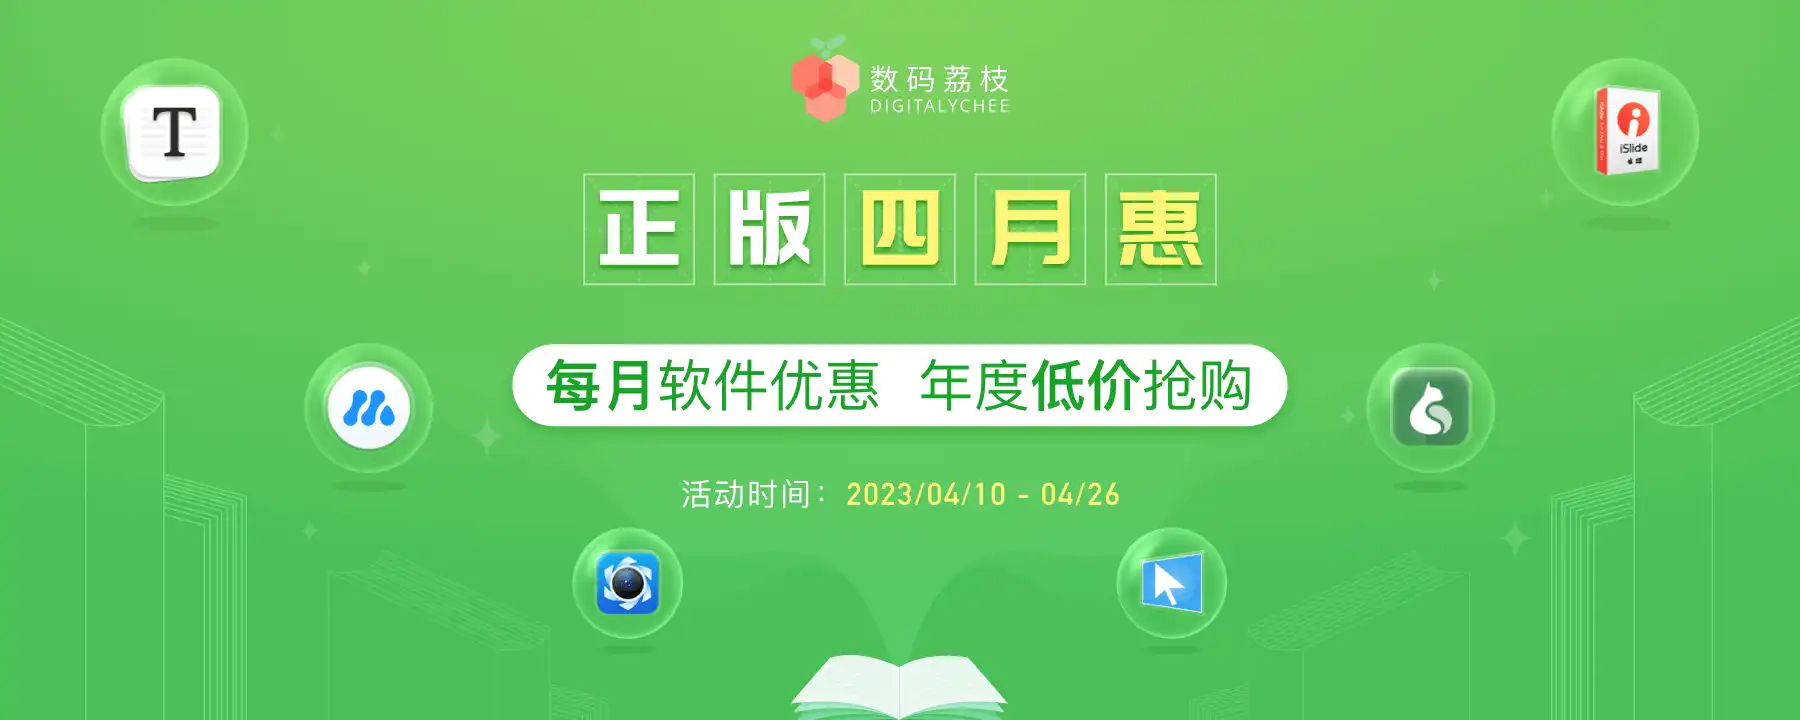 数码荔枝
DIGITALYCHEE
T
iSlide
正版四月惠
每月软件优惠 年度低价抢购
活动时间：2023/04/10 - 04/26